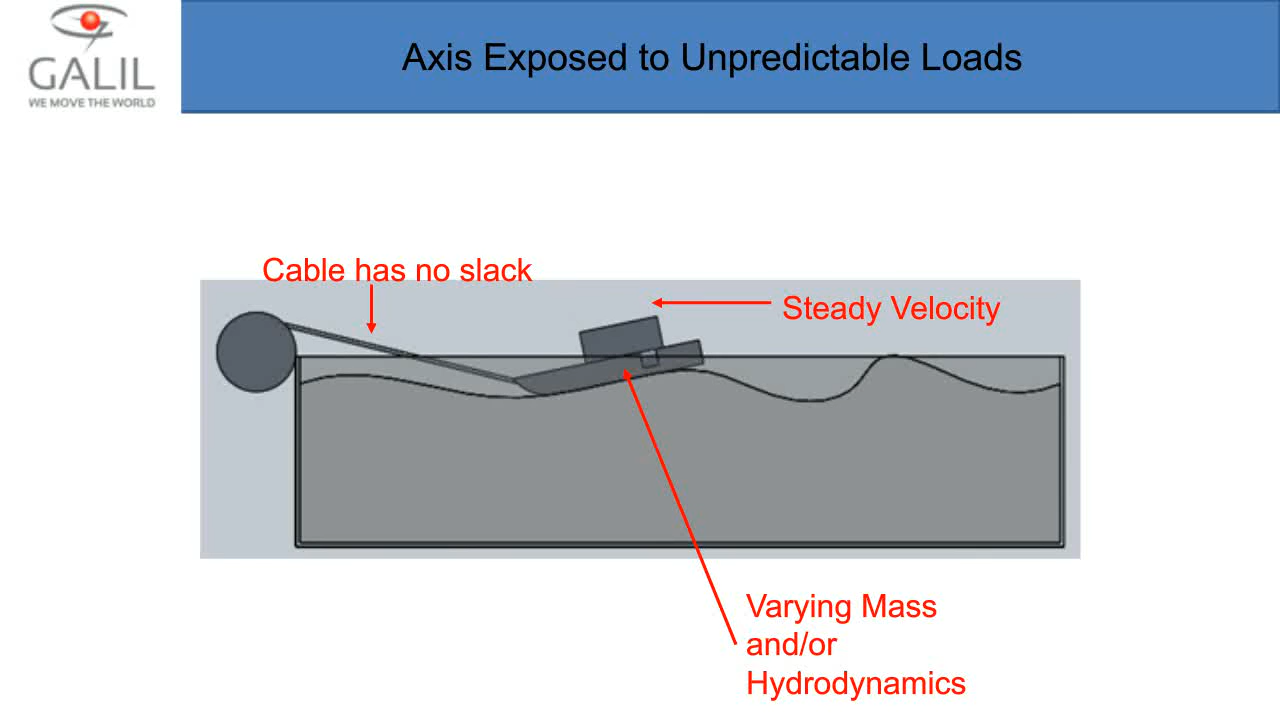 GALIL
WE MOVE THE WORLD
Axis Exposed to Unpredictable Loads
Cable has no slack
Steady Velocity
Varying Mass
and/or
Hydrodynamics